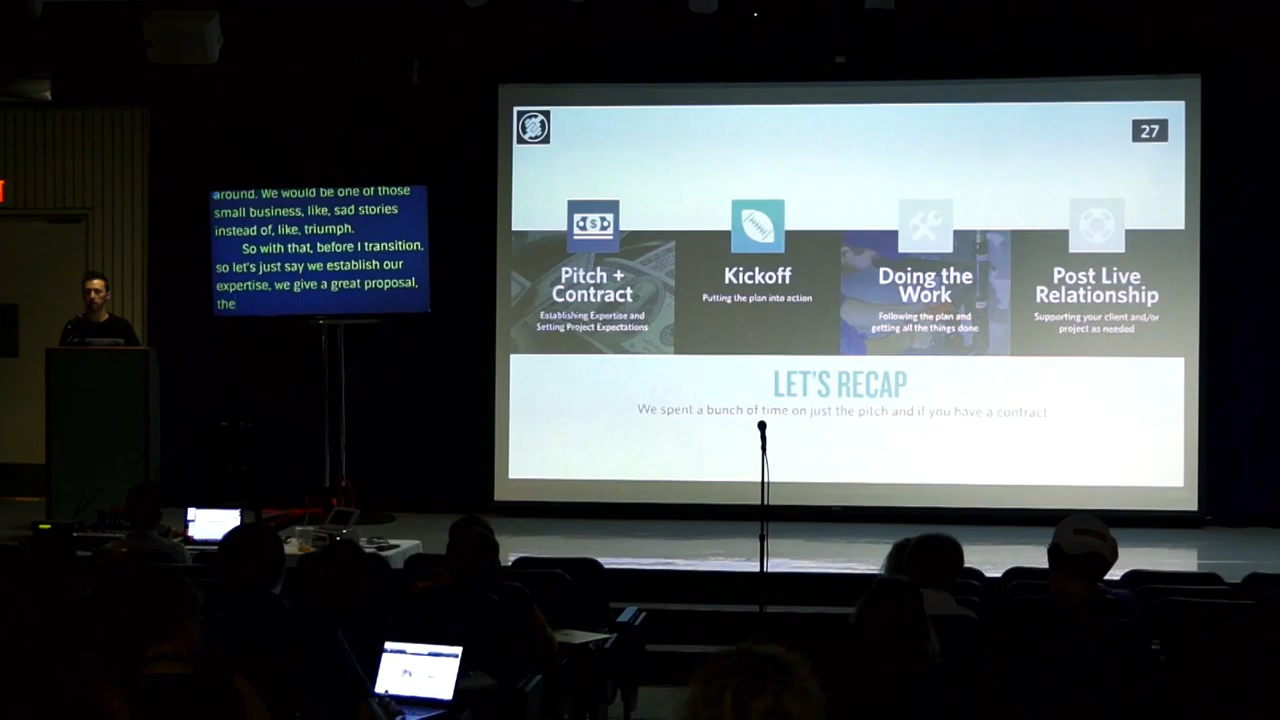 around. We would be one of those
small business, like, sad stories
instead of, like, triumph.
So with that, before I transition,
so let's just say we establish our
expertise, we give a great proposal,
the
27
Pitch +
Contract
Establishing Expertise and
Setting Project Expectations
Kickoff
Putting the plan into action
Doing the
Work
Following the plan and
getting all the things done
Post Live
Relationship
Supporting your client and/or
project as needed
LET'S RECAP
We spent a bunch of time on just the pitch and if you have a contract